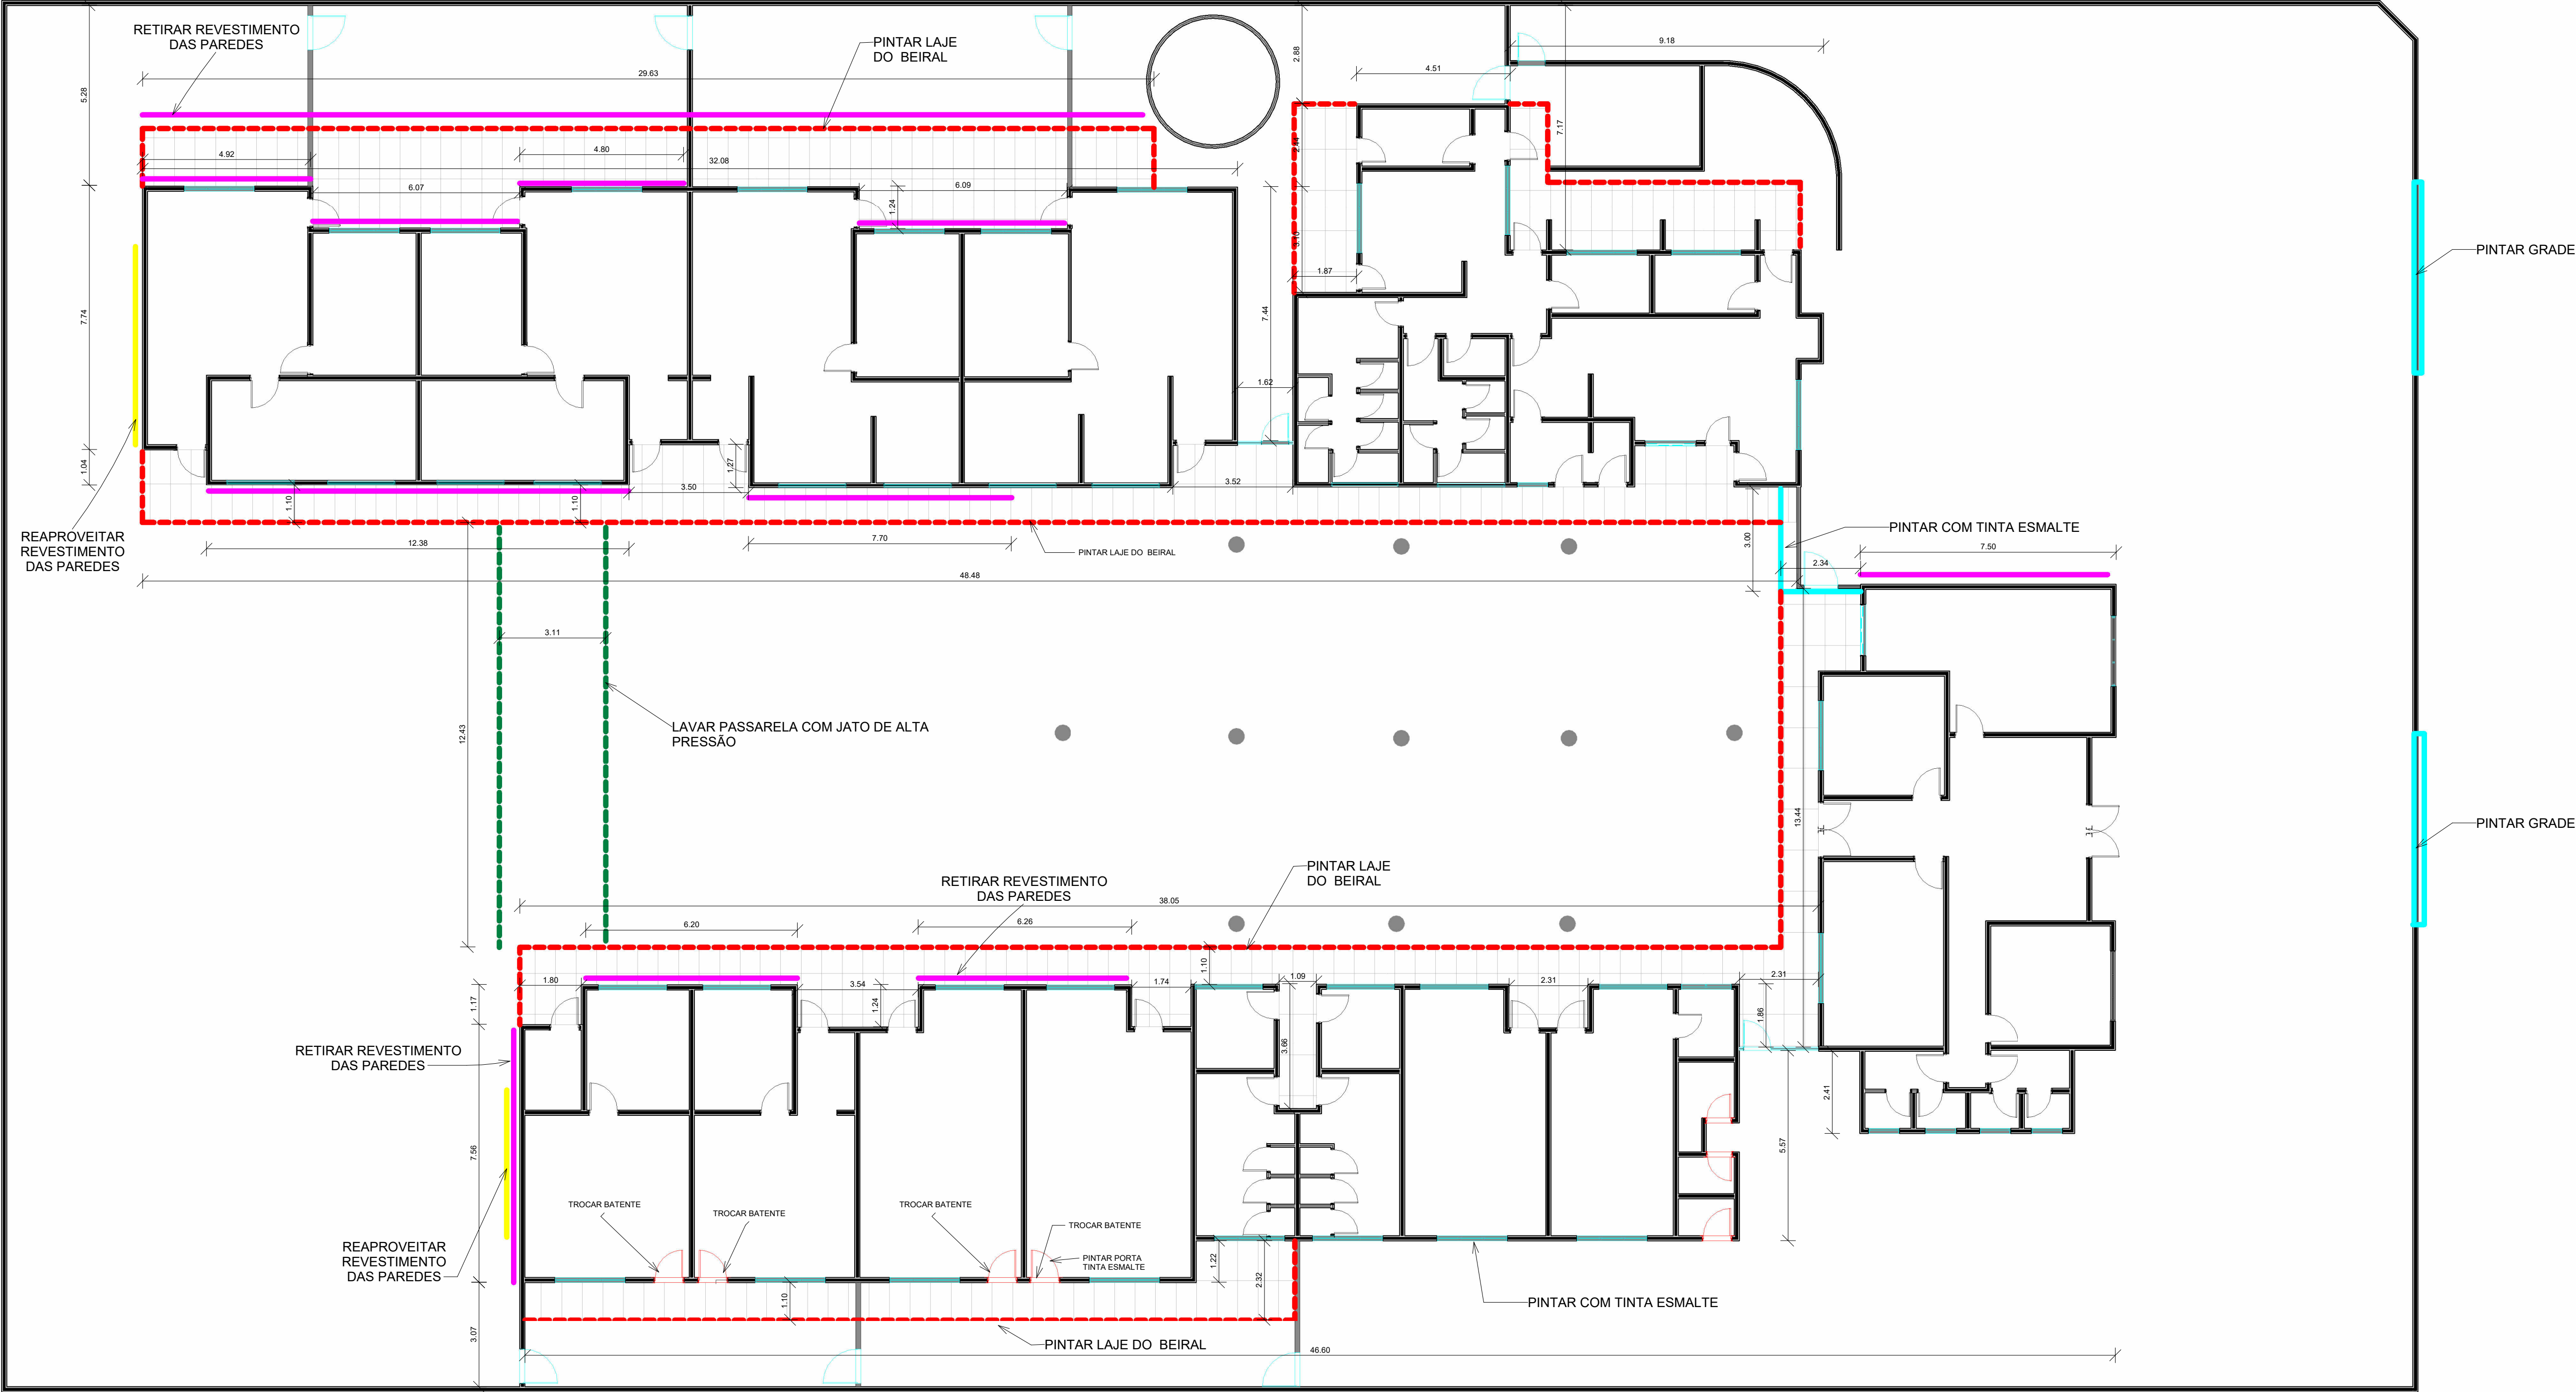 RETIRAR REVESTIMENTO
DAS PAREDES
PINTAR LAJE
DO BEIRAL
9.18
2.88
4.51
29.63
5.28
7.17
2.44
4.92
4.80
32.08
6.07
6.09
1.24
3.10
1.87
PINTAR GRADE
7.74
7.44
1.62
1.04
1.27
1.10
1.10
3.50
3.52
REAPROVEITAR
REVESTIMENTO
DAS PAREDES
12.38
7.70
PINTAR LAJE DO BEIRAL
PINTAR COM TINTA ESMALTE
3.00
7.50
2.34
48.48
3.11
12.43
LAVAR PASSARELA COM JATO DE ALTA
PRESSÃO
13.44
PINTAR GRADE
PINTAR LAJE
DO BEIRAL
RETIRAR REVESTIMENTO
DAS PAREDES
38.05
6.20
6.26
1.10
1.80
3.54
1.24
1.74
1.09
2.31
2.31
1.17
1.86
3.66
RETIRAR REVESTIMENTO
DAS PAREDES
2.41
7.56
5.57
TROCAR BATENTE
TROCAR BATENTE
TROCAR BATENTE
TROCAR BATENTE
REAPROVEITAR
REVESTIMENTO
DAS PAREDES
PINTAR PORTA
TINTA ESMALTE
1.22
2.32
1.10
PINTAR COM TINTA ESMALTE
3.07
PINTAR LAJE DO BEIRAL
46.60